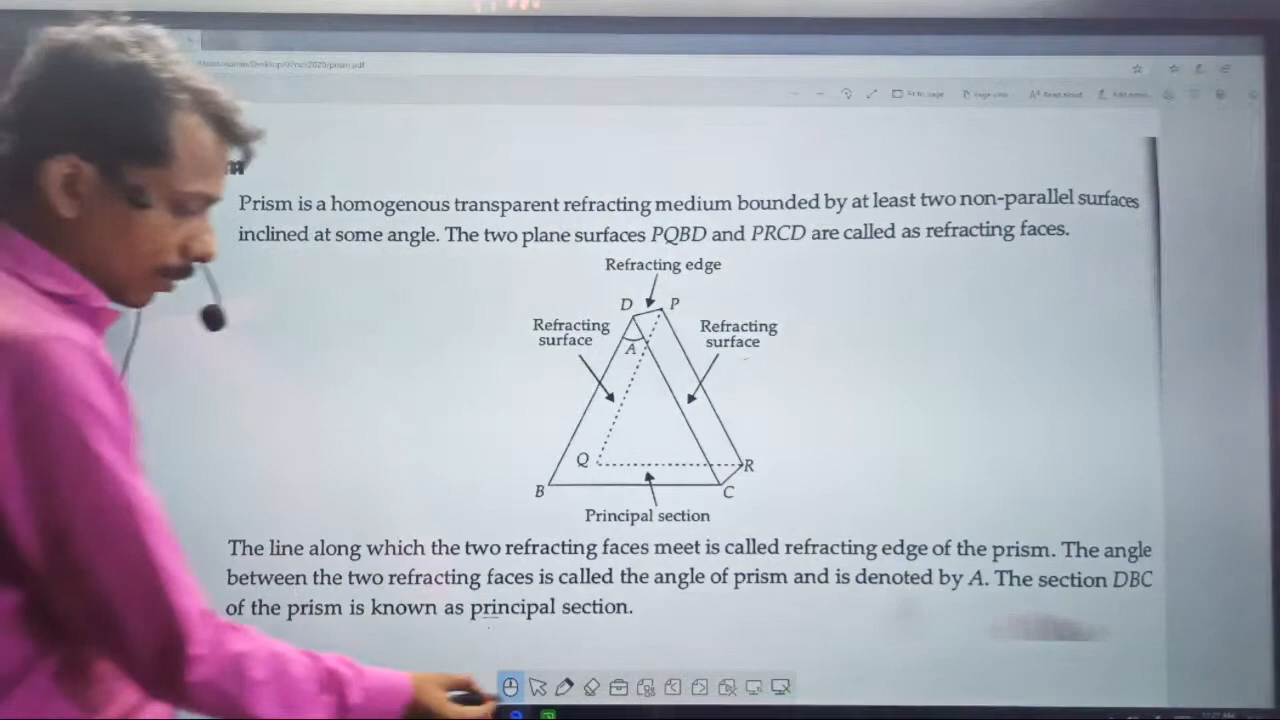 Prism is a homogenous transparent refracting medium bounded by at least two non-parallel surfaces
inclined at some angle. The two plane surfaces PQBD and PRCD are called as refracting faces.
Refracting edge
D P
Refracting
surface
Refracting
surface
A
Q
R
B
C
Principal section
The line along which the two refracting faces meet is called refracting edge of the prism. The angle
between the two refracting faces is called the angle of prism and is denoted by A. The section DBC
of the prism is known as principal section.